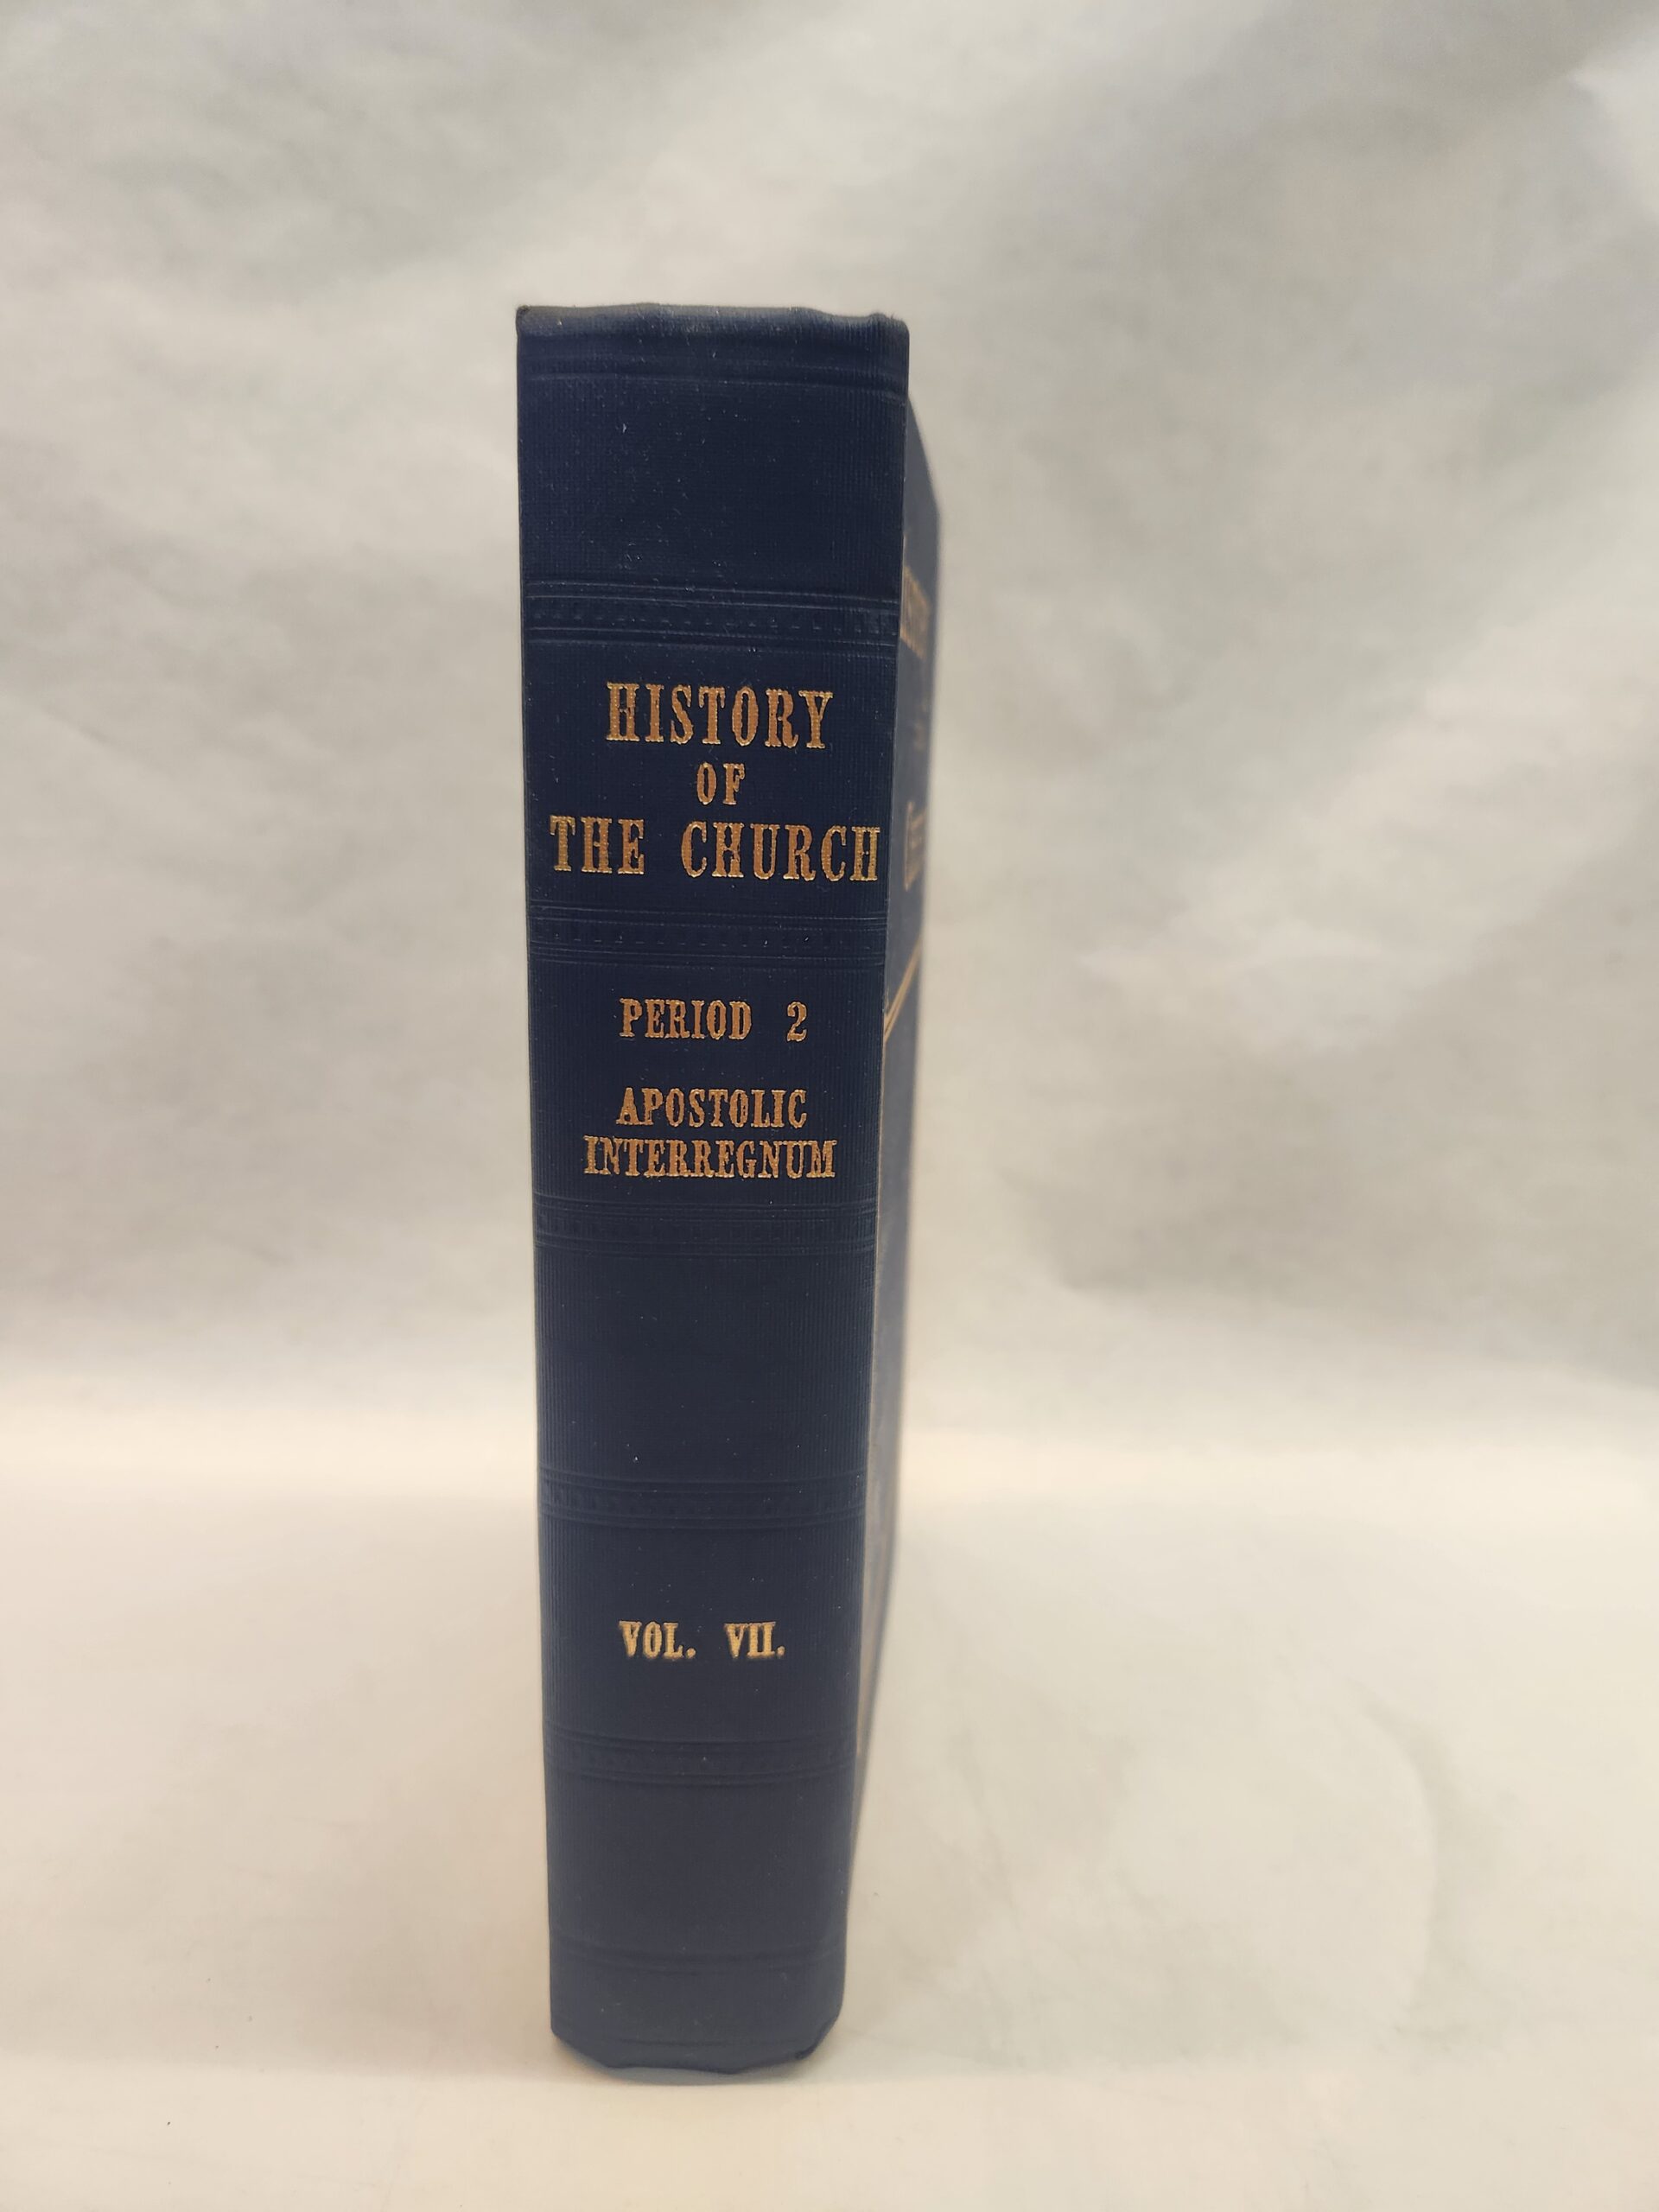 HISTORY
OF
THE CHURCH
PERIOD 2
APOSTOLIC
INTERREGNUM
VOL. VII.